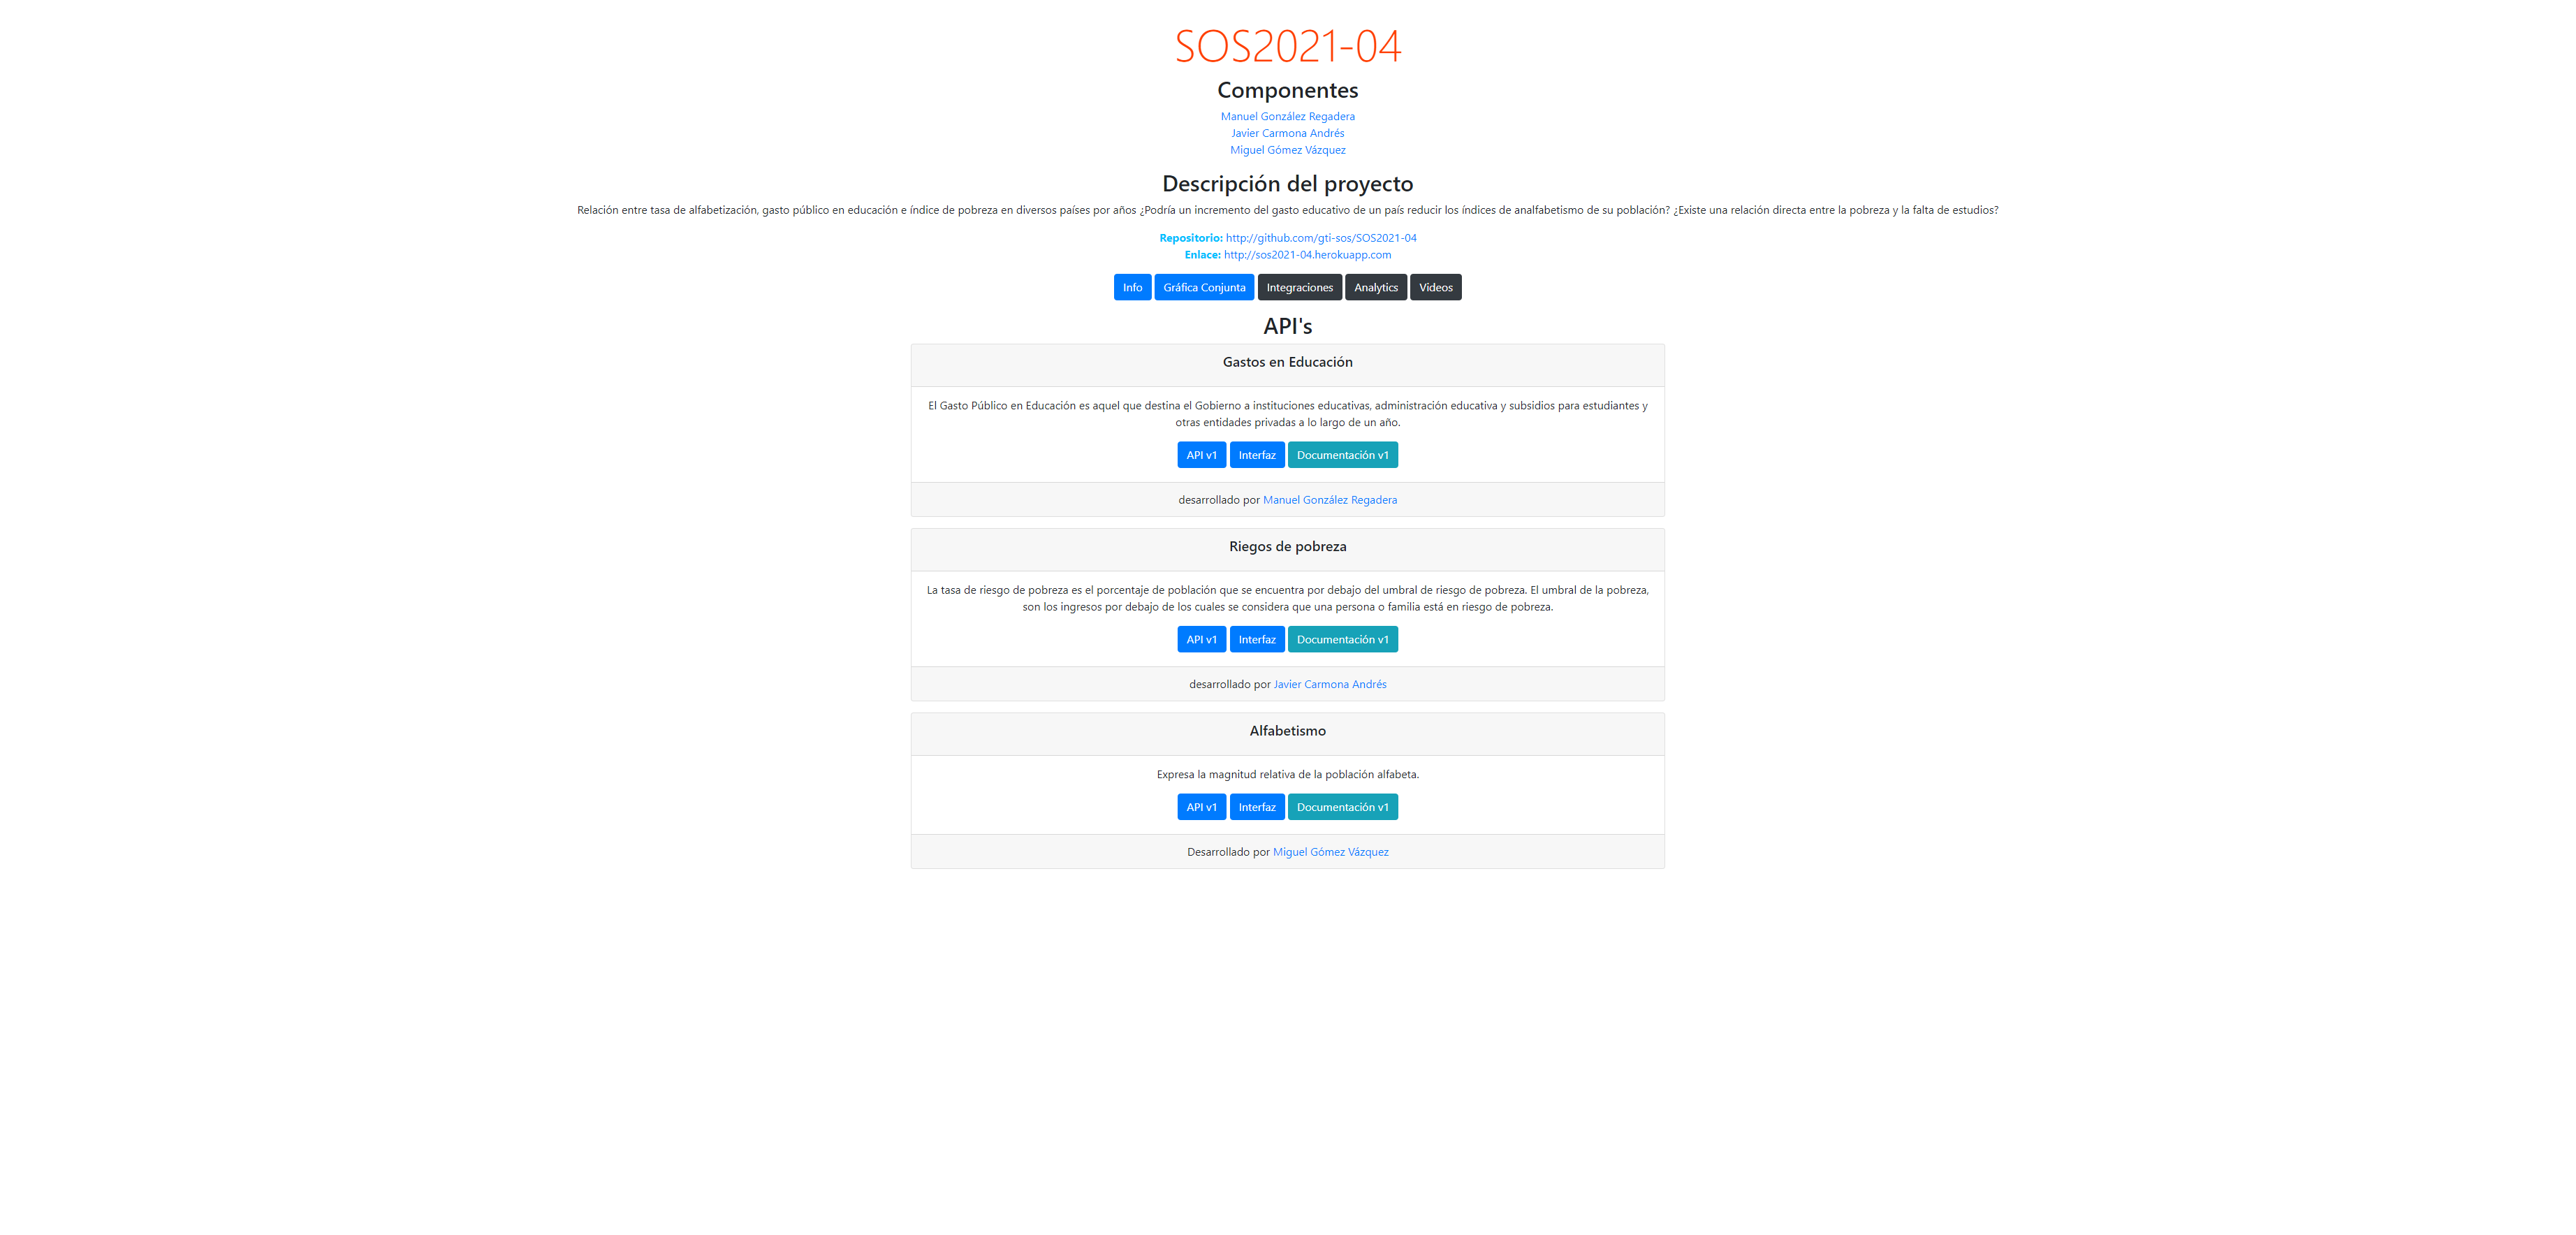 SOS2021-04
Componentes
Manuel González Regadera
Javier Carmona Andrés
Miguel Gómez Vázquez
Descripción del proyecto
Relación entre tasa de alfabetización, gasto público en educación e índice de pobreza en diversos países por años ¿Podría un incremento del gasto educativo de un país reducir los índices de analfabetismo de su población? ¿Existe una relación directa entre la pobreza y la falta de estudios?
Repositorio: http://github.com/gti-sos/SOS2021-04
Enlace: http://sos2021-04.herokuapp.com
Info Gráfica Conjunta Integraciones Analytics Videos
API's
Gastos en Educación
El Gasto Público en Educación es aquel que destina el Gobierno a instituciones educativas, administración educativa y subsidios para estudiantes y
otras entidades privadas a lo largo de un año.
API v1 Interfaz Documentación v1
desarrollado por Manuel González Regadera
Riegos de pobreza
La tasa de riesgo de pobreza es el porcentaje de población que se encuentra por debajo del umbral de riesgo de pobreza. El umbral de la pobreza,
son los ingresos por debajo de los cuales se considera que una persona o familia está en riesgo de pobreza.
API v1 Interfaz Documentación v1
desarrollado por Javier Carmona Andrés
Alfabetismo
Expresa la magnitud relativa de la población alfabeta.
API v1 Interfaz Documentación v1
Desarrollado por Miguel Gómez Vázquez